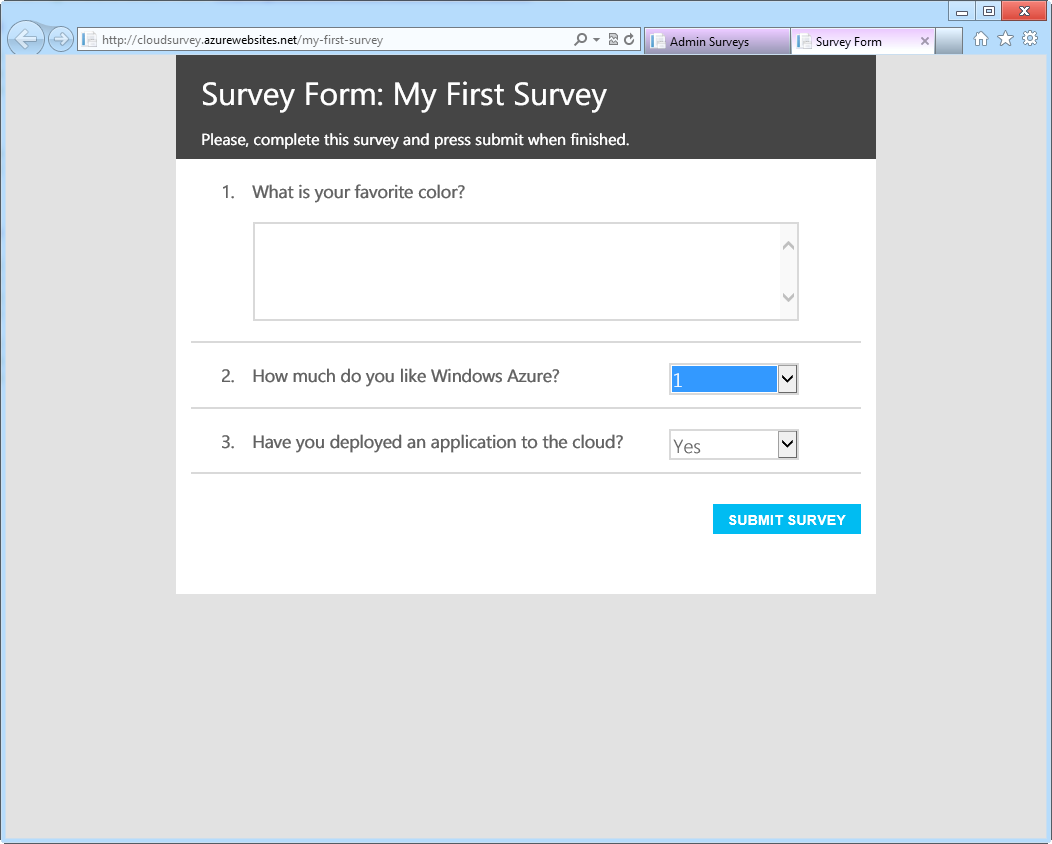 http://cloudsurvey.azurewebsites.net/my-first-survey
Admin Surveys
Survey Form
Survey Form: My First Survey
Please, complete this survey and press submit when finished.
1. What is your favorite color?
2. How much do you like Windows Azure?
1
3. Have you deployed an application to the cloud?
Yes
SUBMIT SURVEY